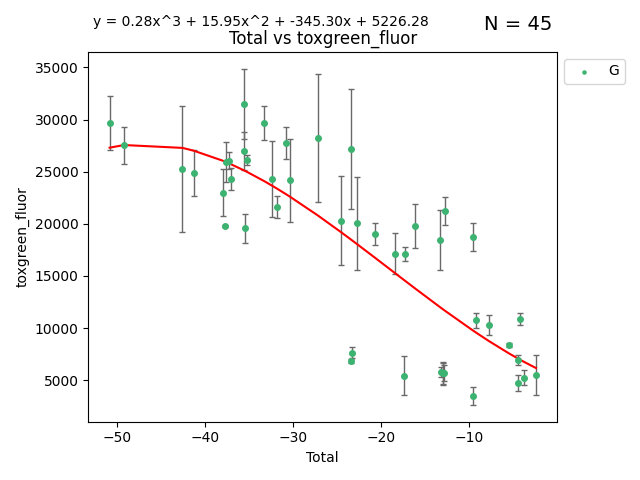 y = 0.28x^3 + 15.95x^2 + -345.30x + 5226.28
N = 45
Total vs toxgreen_fluor
G
35000
30000
25000
20000
15000
10000
5000
toxgreen_fluor
−50
−40
−30
−20
−10
Total